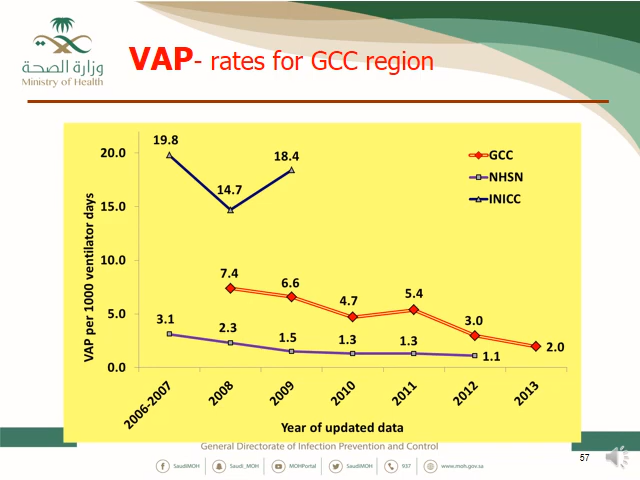 وزارة الصحة
Ministry of Health
VAP- rates for GCC region
19.8
14.7
18.4
GCC
NHSN
INICC
VAP per 1000 ventilator days
20.0
15.0
10.0
5.0
0.0
7.4
6.6
4.7
5.4
3.0
2.0
3.1
2.3
1.5
1.3
1.3
1.1
2006-2007
2008
2009
2010
2011
2012
2013
Year of updated data
General Directorate of Infection Prevention and Control
SaudiMOH
Saudi_MOH
MOHPortal
SaudiMOH
937
www.moh.gov.sa
57